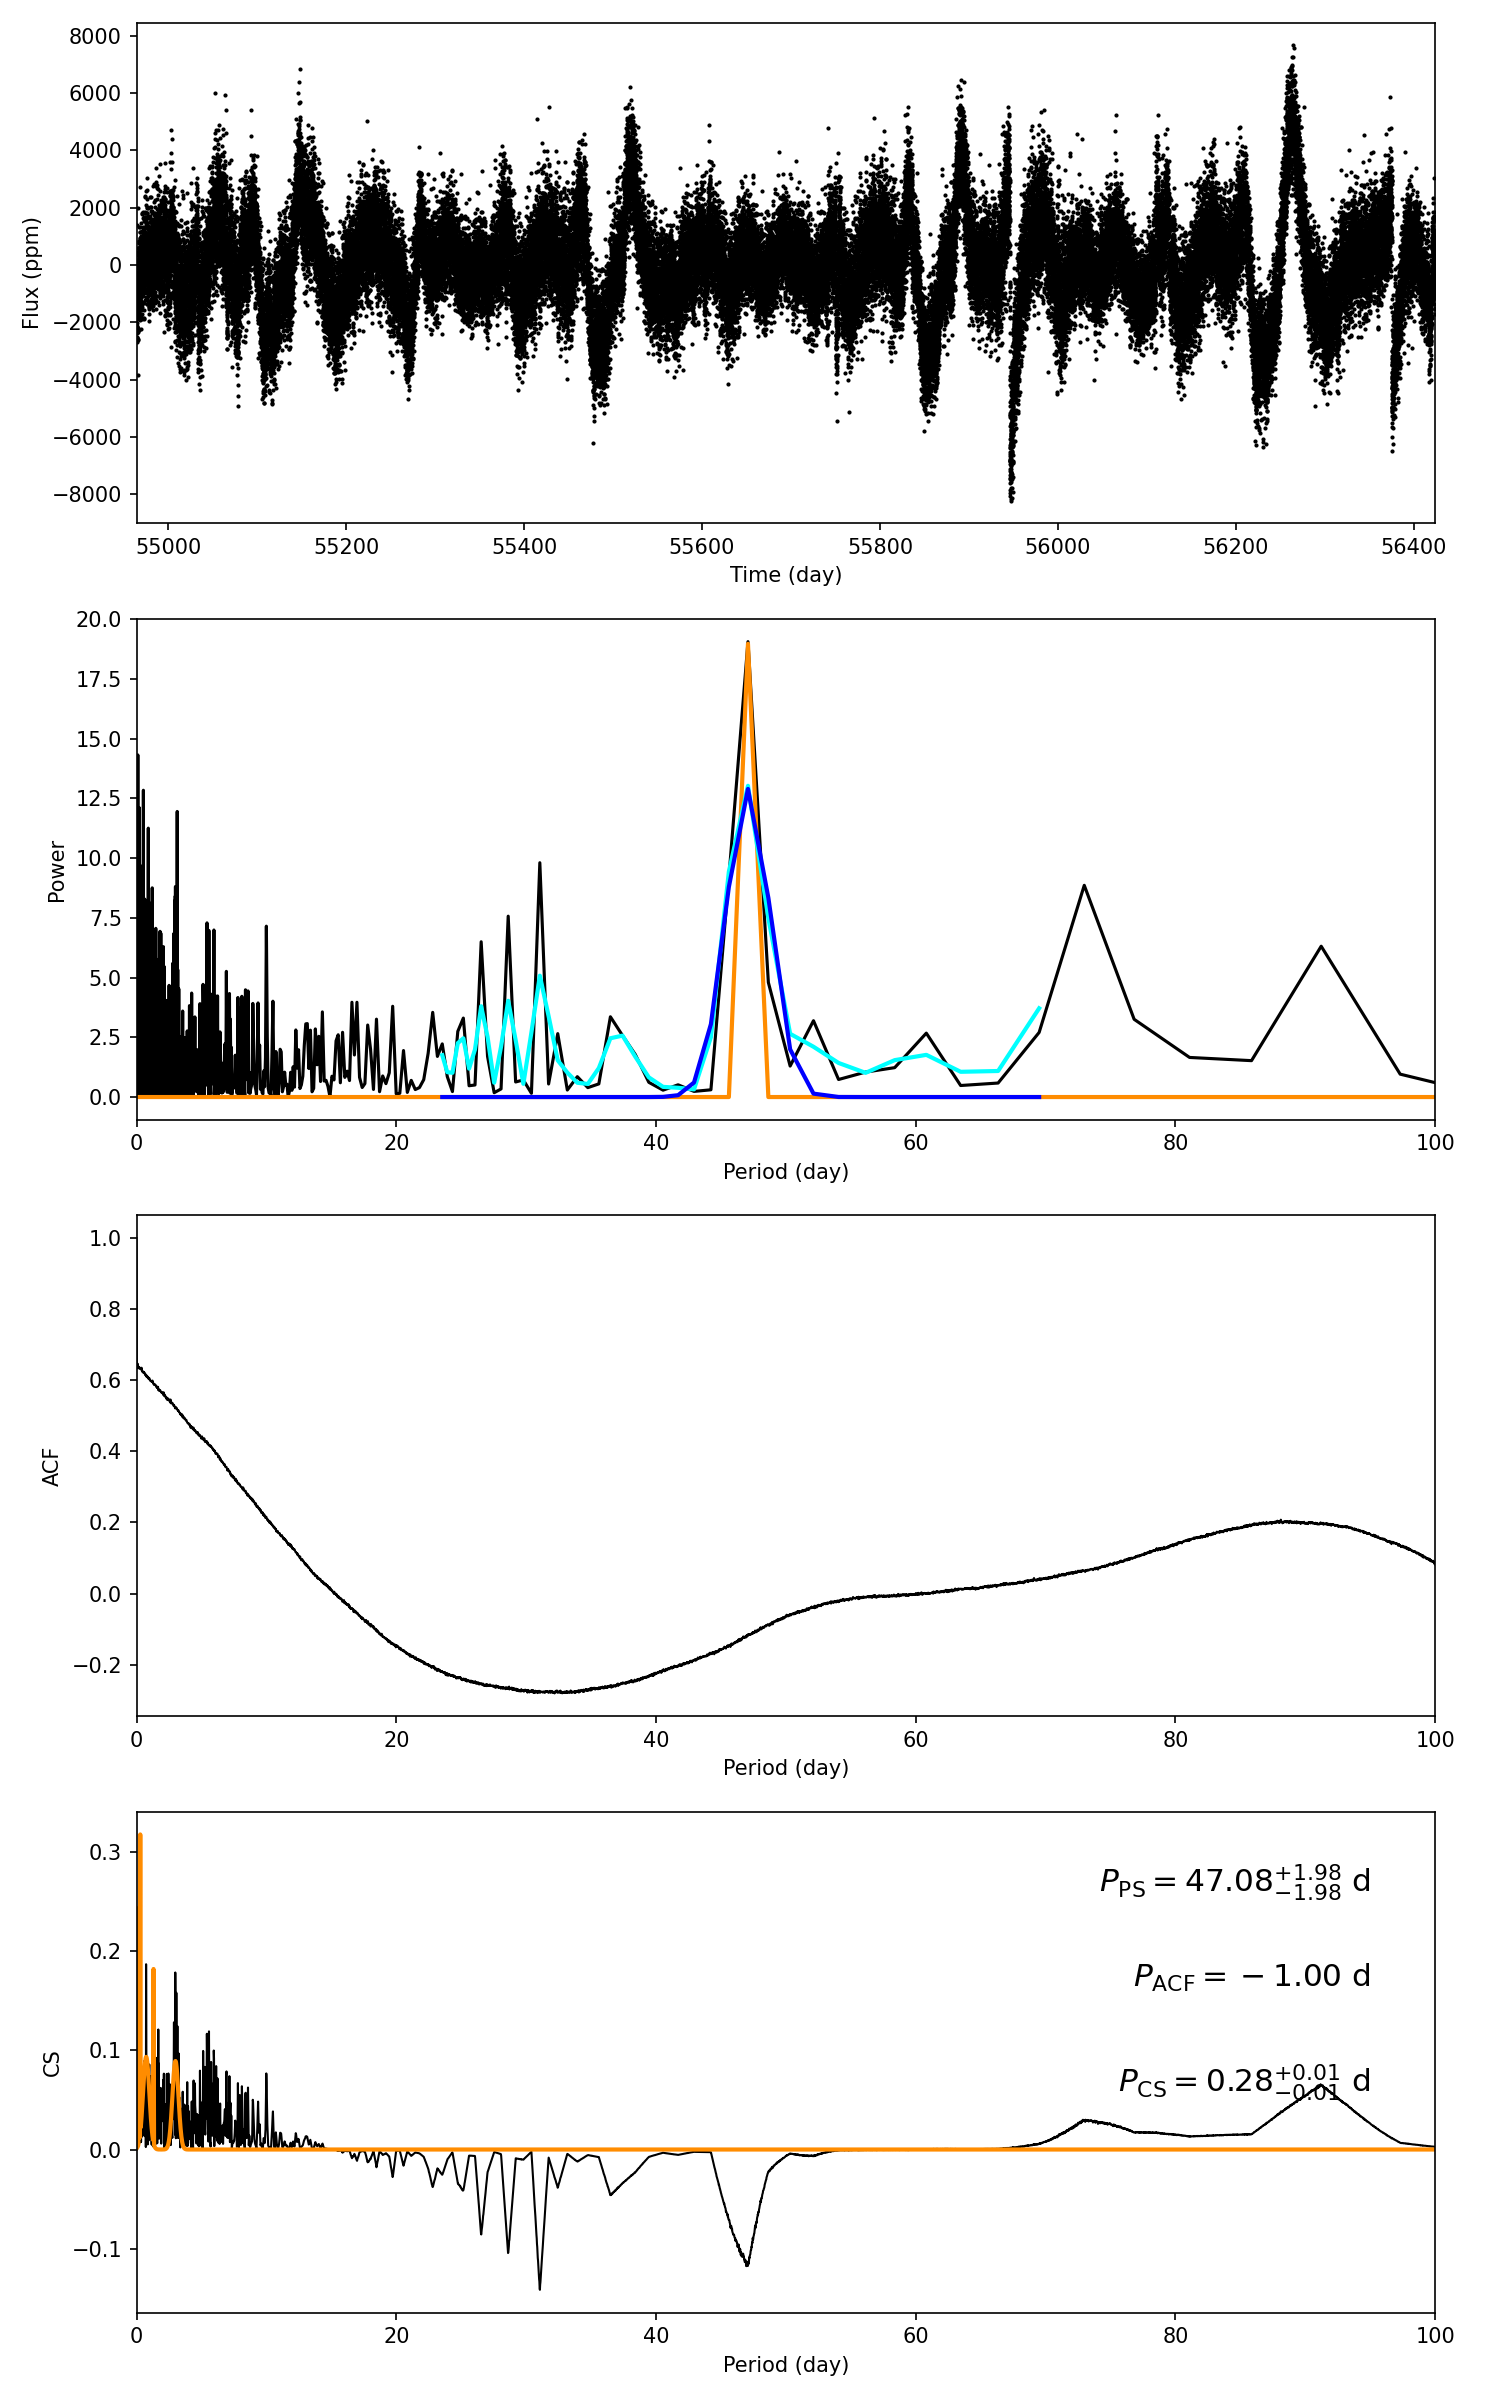 8000
6000
4000
2000
0
−2000
−4000
−6000
−8000
Flux (ppm)
55000 55200 55400 55600 55800 56000 56200 56400
Time (day)
20.0
17.5
15.0
12.5
10.0
7.5
5.0
2.5
0.0
Power
0 20 40 60 80 100
Period (day)
1.0
0.8
0.6
0.4
0.2
0.0
−0.2
ACF
0 20 40 60 80 100
Period (day)
0.3
0.2
0.1
0.0
−0.1
CS
P_PS = 47.08^{+1.98}_{−1.98} d
P_ACF = −1.00 d
P_CS = 0.28^{+0.01}_{−0.01} d
0 20 40 60 80 100
Period (day)